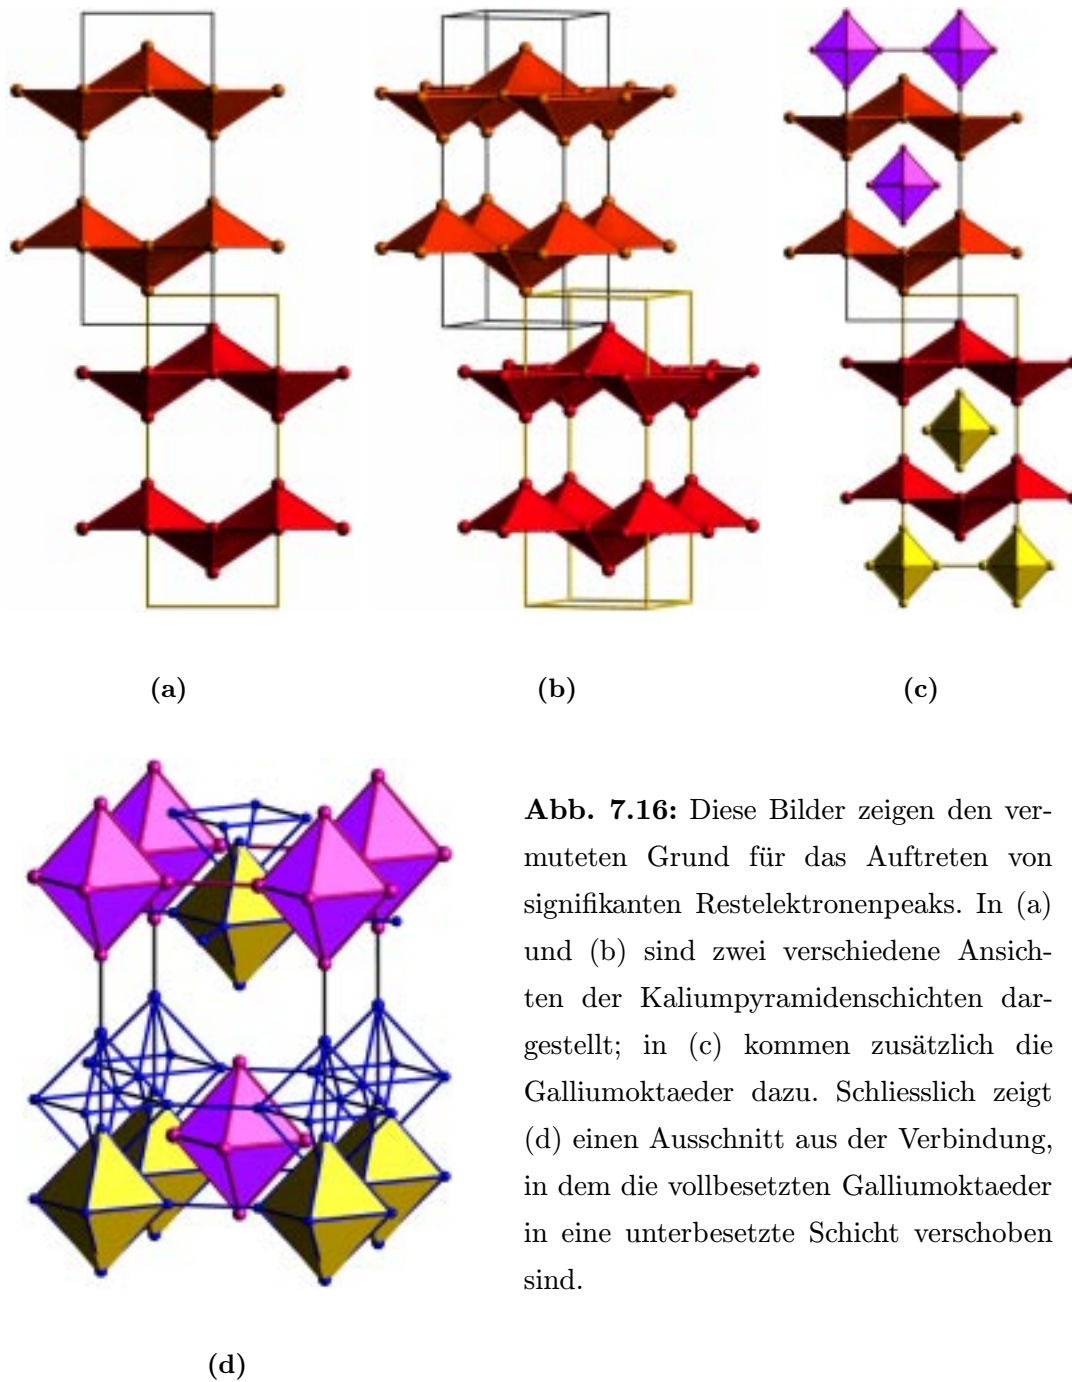 (a)
(b)
(c)
Abb. 7.16: Diese Bilder zeigen den ver-
muteten Grund für das Auftreten von
signifikanten Restelektronenpeaks. In (a)
und (b) sind zwei verschiedene Ansich-
ten der Kaliumpyramidenschichten dar-
gestellt; in (c) kommen zusätzlich die
Galliumoktaeder dazu. Schliesslich zeigt
(d) einen Ausschnitt aus der Verbindung,
in dem die vollbesetzten Galliumoktaeder
in eine unterbesetzte Schicht verschoben
sind.
(d)